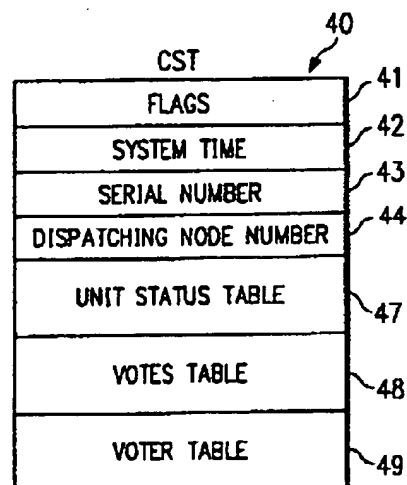 40
CST
FLAGS 41
SYSTEM TIME 42
SERIAL NUMBER 43
DISPATCHING NODE NUMBER 44
UNIT STATUS TABLE 47
VOTES TABLE 48
VOTER TABLE 49